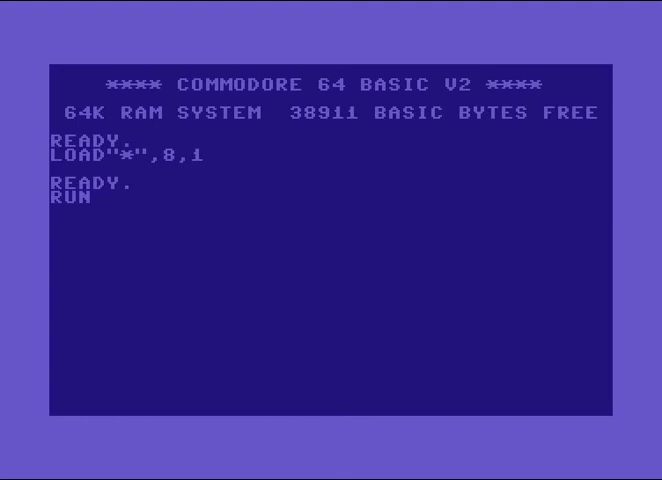 **** COMMODORE 64 BASIC V2 ****
64K RAM SYSTEM  38911 BASIC BYTES FREE
READY.
LOAD"*",8,1
READY.
RUN